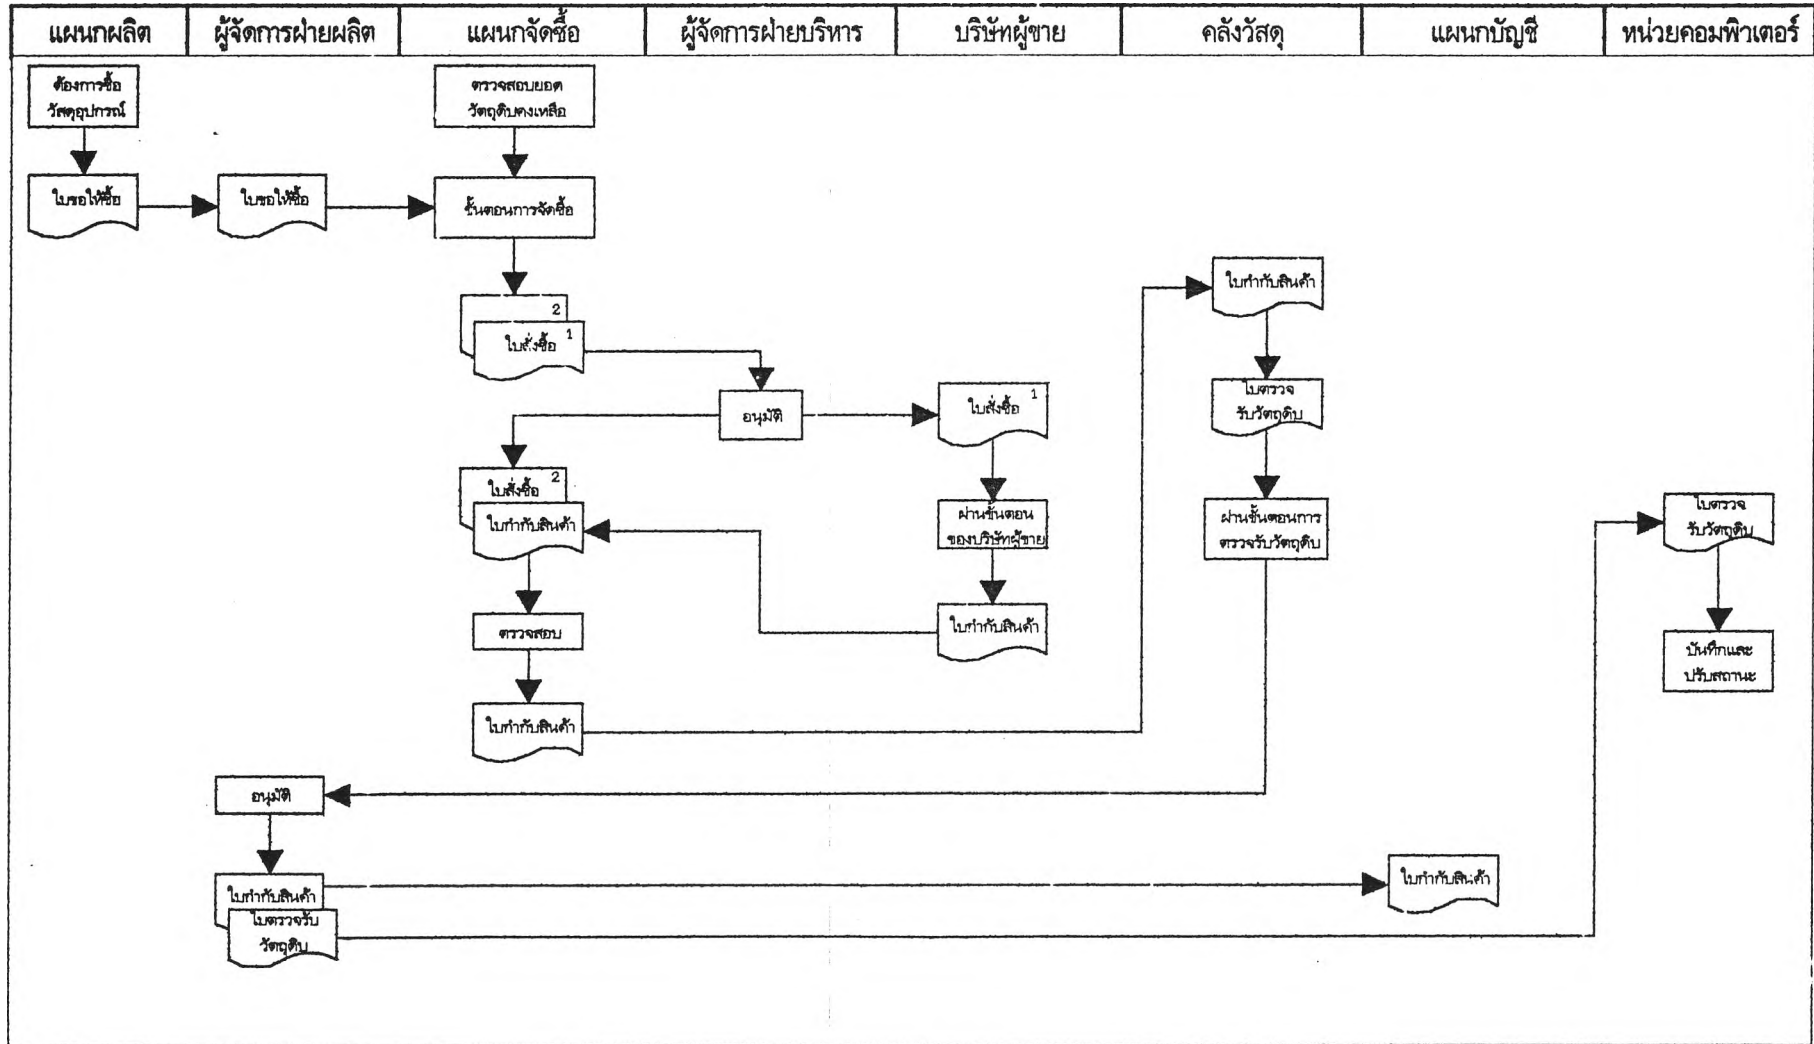 แผนกผลิต
ผู้จัดการฝ่ายผลิต
แผนกจัดซื้อ
ผู้จัดการฝ่ายบริหาร
บริษัทผู้ขาย
คลังวัสดุ
แผนกบัญชี
หน่วยคอมพิวเตอร์
ต้องการซื้อ
วัสดุอุปกรณ์
ตรวจสอบยอด
วัตถุดิบคงเหลือ
ใบขอให้ซื้อ
ใบขอให้ซื้อ
ขั้นตอนการจัดซื้อ
ใบกำกับสินค้า
2
ใบสั่งซื้อ 1
ใบตรวจ
รับวัตถุดิบ
อนุมัติ
ใบสั่งซื้อ 1
ใบสั่งซื้อ 2
ใบกำกับสินค้า
ผ่านขั้นตอน
ของบริษัทผู้ขาย
ผ่านขั้นตอนการ
ตรวจรับวัตถุดิบ
ใบตรวจ
รับวัตถุดิบ
ตรวจสอบ
ใบกำกับสินค้า
บันทึกและ
ปรับสถานะ
ใบกำกับสินค้า
อนุมัติ
ใบกำกับสินค้า
ใบตรวจรับ
วัตถุดิบ
ใบกำกับสินค้า